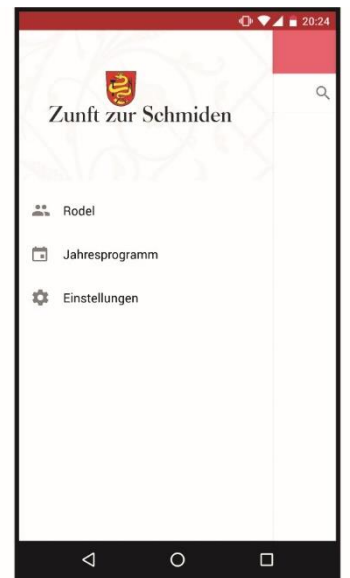 20:24
Zunft zur Schmiden
Rodel
Jahresprogramm
Einstellungen